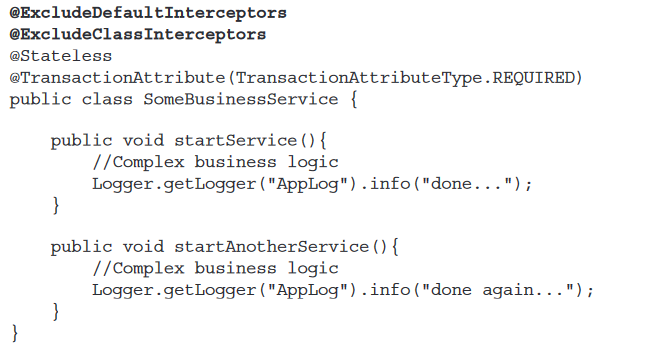 @ExcludeDefaultInterceptors
@ExcludeClassInterceptors
@Stateless
@TransactionAttribute(TransactionAttributeType.REQUIRED)
public class SomeBusinessService {
    public void startService(){
        //Complex business logic
        Logger.getLogger("AppLog").info("done...");
    }
    public void startAnotherService(){
        //Complex business logic
        Logger.getLogger("AppLog").info("done again...");
    }
}